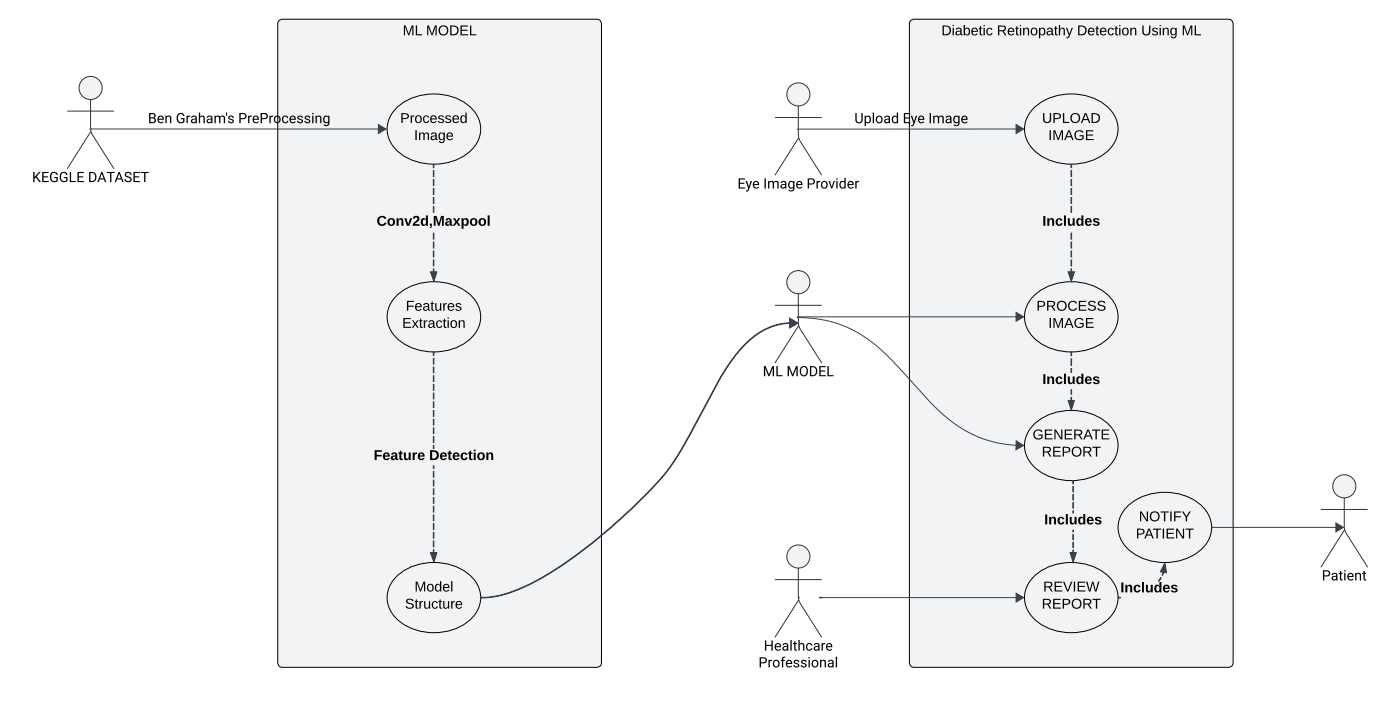 ML MODEL
Ben Graham's PreProcessing
Processed
Image
KEGGLE DATASET
Conv2d,Maxpool
Features
Extraction
Feature Detection
Model
Structure
Diabetic Retinopathy Detection Using ML
Upload Eye Image
UPLOAD
IMAGE
Eye Image Provider
Includes
PROCESS
IMAGE
ML MODEL
Includes
GENERATE
REPORT
Includes
NOTIFY
PATIENT
Patient
REVIEW
REPORT
Includes
Healthcare
Professional